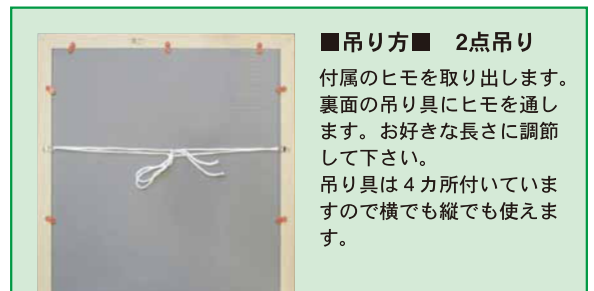 ■吊り方■　2点吊り
付属のヒモを取り出します。
裏面の吊り具にヒモを通し
ます。お好きな長さに調節
して下さい。
吊り具は４カ所付いていま
すので横でも縦でも使えま
す。